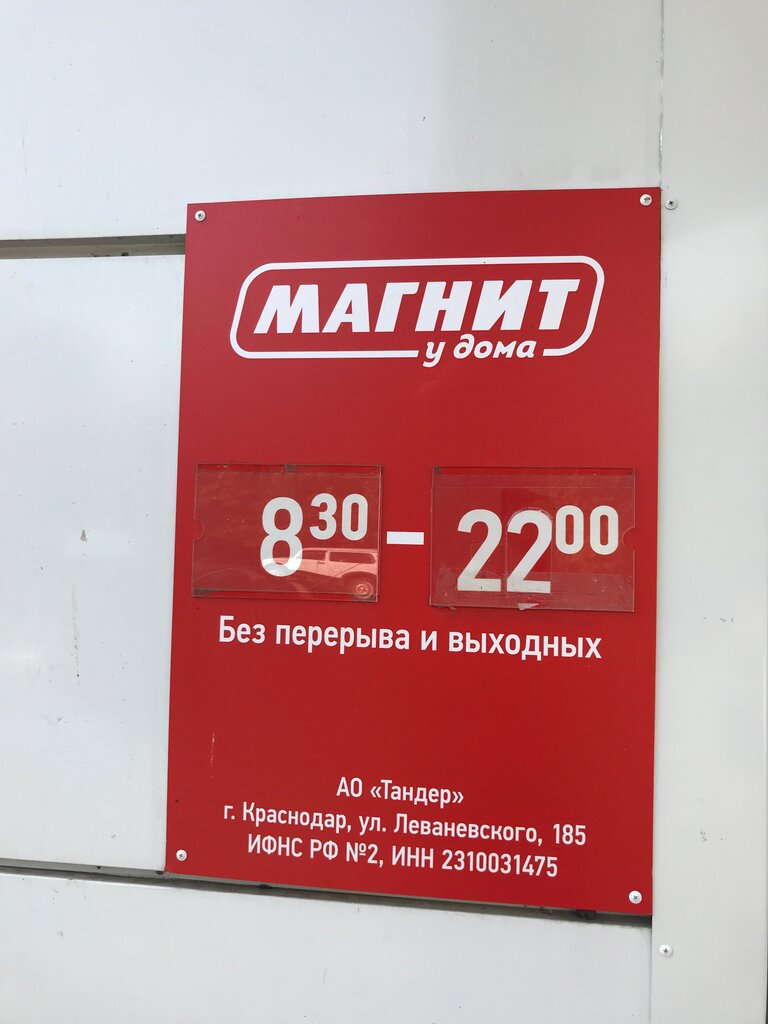 МАГНИТ
у дома
8³⁰ – 22⁰⁰
Без перерыва и выходных
АО «Тандер»
г. Краснодар, ул. Леваневского, 185
ИФНС РФ №2, ИНН 2310031475